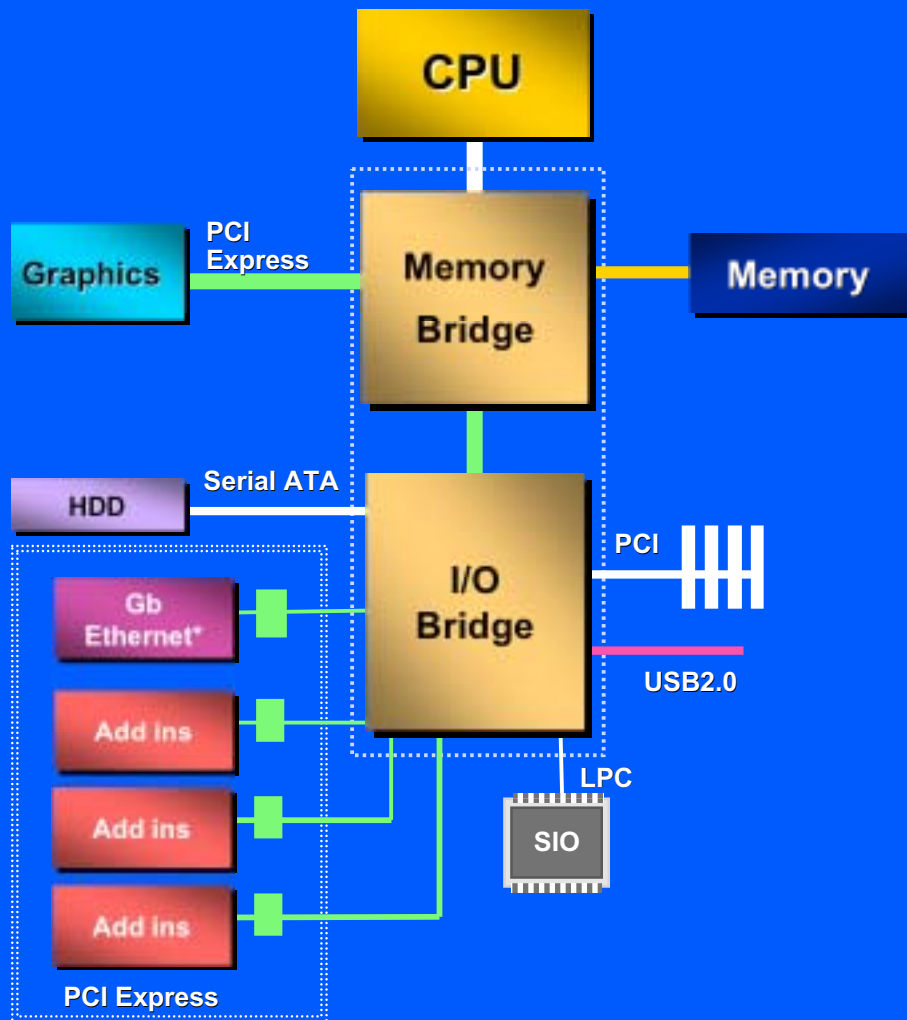 CPU
PCI
Express
Graphics
Memory
Bridge
Memory
Serial ATA
HDD
I/O
Bridge
PCI
Gb
Ethernet*
USB2.0
Add ins
LPC
Add ins
SIO
Add ins
PCI Express